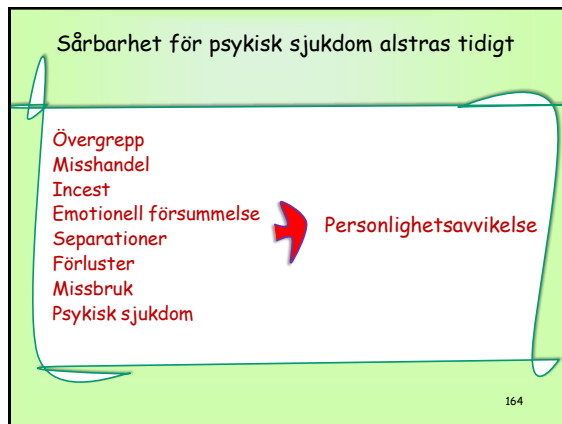 Sårbarhet för psykisk sjukdom alstras tidigt
Övergrepp
Misshandel
Incest
Emotionell försummelse
Separationer
Förluster
Missbruk
Psykisk sjukdom
Personlighetsavvikelse
164